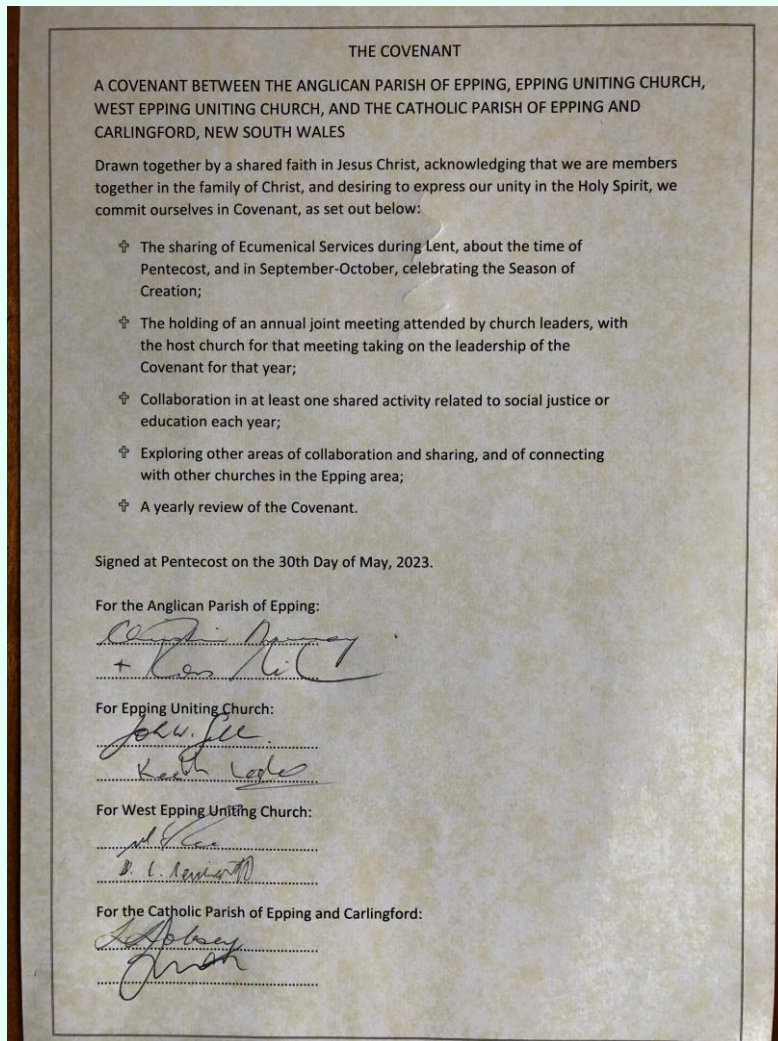 THE COVENANT
A COVENANT BETWEEN THE ANGLICAN PARISH OF EPPING, EPPING UNITING CHURCH,
WEST EPPING UNITING CHURCH, AND THE CATHOLIC PARISH OF EPPING AND
CARLINGFORD, NEW SOUTH WALES
Drawn together by a shared faith in Jesus Christ, acknowledging that we are members
together in the family of Christ, and desiring to express our unity in the Holy Spirit, we
commit ourselves in Covenant, as set out below:
✞ The sharing of Ecumenical Services during Lent, about the time of
Pentecost, and in September-October, celebrating the Season of
Creation;
✞ The holding of an annual joint meeting attended by church leaders, with
the host church for that meeting taking on the leadership of the
Covenant for that year;
✞ Collaboration in at least one shared activity related to social justice or
education each year;
✞ Exploring other areas of collaboration and sharing, and of connecting
with other churches in the Epping area;
✞ A yearly review of the Covenant.
Signed at Pentecost on the 30th Day of May, 2023.
For the Anglican Parish of Epping:
For Epping Uniting Church:
John W.
Keith
For West Epping Uniting Church:
For the Catholic Parish of Epping and Carlingford: